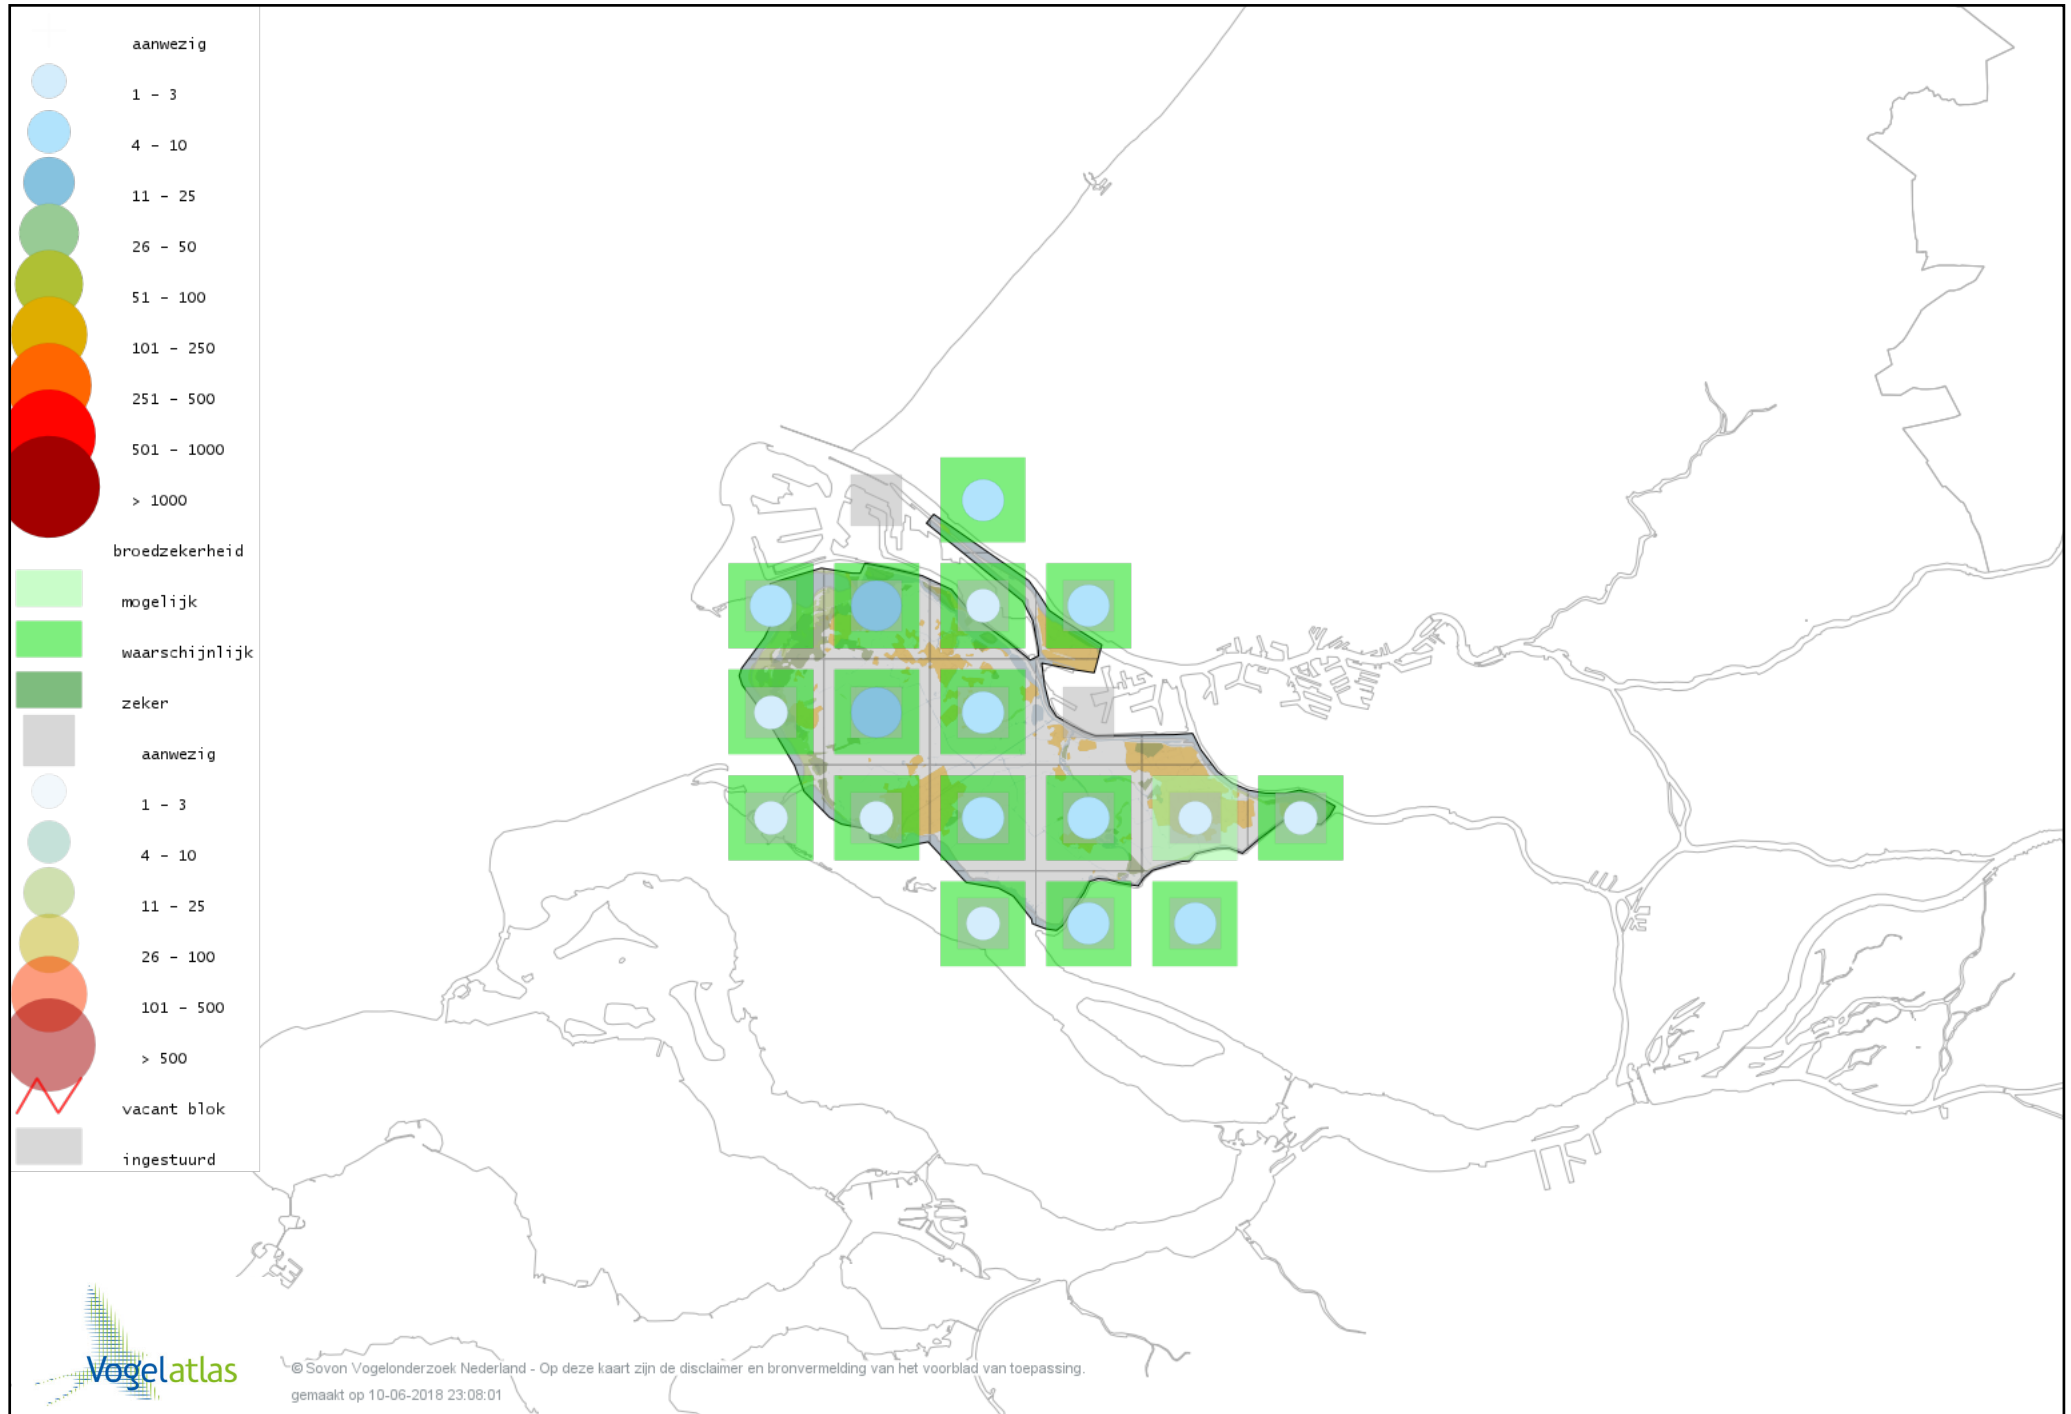 aanwezig
1 - 3
4 - 10
11 - 25
26 - 50
51 - 100
101 - 250
251 - 500
501 - 1000
> 1000
broedzekerheid
mogelijk
waarschijnlijk
zeker
aanwezig
1 - 3
4 - 10
11 - 25
26 - 100
101 - 500
> 500
vacant blok
ingestuurd
Vogelatlas
© Sovon Vogelonderzoek Nederland - Op deze kaart zijn de disclaimer en bronvermelding van het voorblad van toepassing.
gemaakt op 10-06-2018 23:08:01